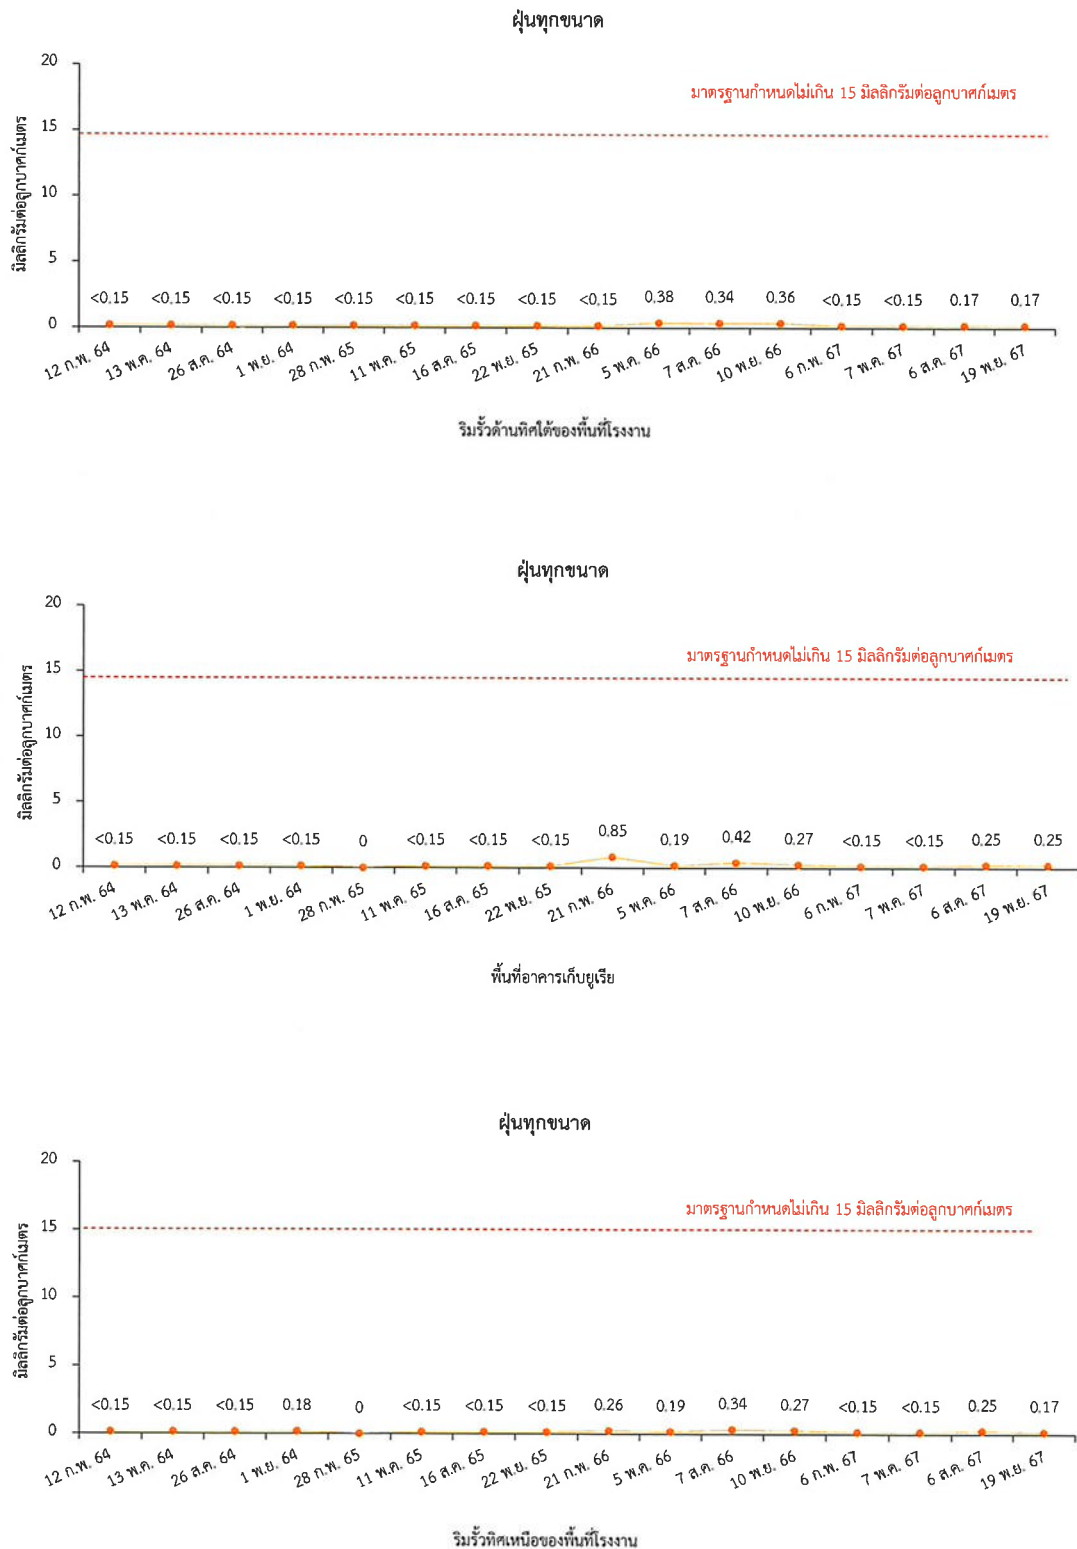 ฝุ่นทุกขนาด
มาตรฐานกำหนดไม่เกิน 15 มิลลิกรัมต่อลูกบาศก์เมตร
มิลลิกรัมต่อลูกบาศก์เมตร
20
15
10
5
0
<0.15 <0.15 <0.15 <0.15 <0.15 <0.15 <0.15 <0.15 <0.15 0.38 0.34 0.36 <0.15 <0.15 0.17 0.17
12 ก.พ. 64 13 พ.ค. 64 26 ส.ค. 64 1 พ.ย. 64 28 ก.พ. 65 11 พ.ค. 65 16 ส.ค. 65 22 พ.ย. 65 21 ก.พ. 66 5 พ.ค. 66 7 ส.ค. 66 10 พ.ย. 66 6 ก.พ. 67 7 พ.ค. 67 6 ส.ค. 67 19 พ.ย. 67
ริมรั้วด้านทิศใต้ของพื้นที่โรงงาน
ฝุ่นทุกขนาด
มาตรฐานกำหนดไม่เกิน 15 มิลลิกรัมต่อลูกบาศก์เมตร
มิลลิกรัมต่อลูกบาศก์เมตร
20
15
10
5
0
<0.15 <0.15 <0.15 <0.15 0 <0.15 <0.15 <0.15 0.85 0.19 0.42 0.27 <0.15 <0.15 0.25 0.25
12 ก.พ. 64 13 พ.ค. 64 26 ส.ค. 64 1 พ.ย. 64 28 ก.พ. 65 11 พ.ค. 65 16 ส.ค. 65 22 พ.ย. 65 21 ก.พ. 66 5 พ.ค. 66 7 ส.ค. 66 10 พ.ย. 66 6 ก.พ. 67 7 พ.ค. 67 6 ส.ค. 67 19 พ.ย. 67
พื้นที่อาคารเก็บยูเรีย
ฝุ่นทุกขนาด
มาตรฐานกำหนดไม่เกิน 15 มิลลิกรัมต่อลูกบาศก์เมตร
มิลลิกรัมต่อลูกบาศก์เมตร
20
15
10
5
0
<0.15 <0.15 <0.15 0.18 0 <0.15 <0.15 <0.15 0.26 0.19 0.34 0.27 <0.15 <0.15 0.25 0.17
12 ก.พ. 64 13 พ.ค. 64 26 ส.ค. 64 1 พ.ย. 64 28 ก.พ. 65 11 พ.ค. 65 16 ส.ค. 65 22 พ.ย. 65 21 ก.พ. 66 5 พ.ค. 66 7 ส.ค. 66 10 พ.ย. 66 6 ก.พ. 67 7 พ.ค. 67 6 ส.ค. 67 19 พ.ย. 67
ริมรั้วทิศเหนือของพื้นที่โรงงาน